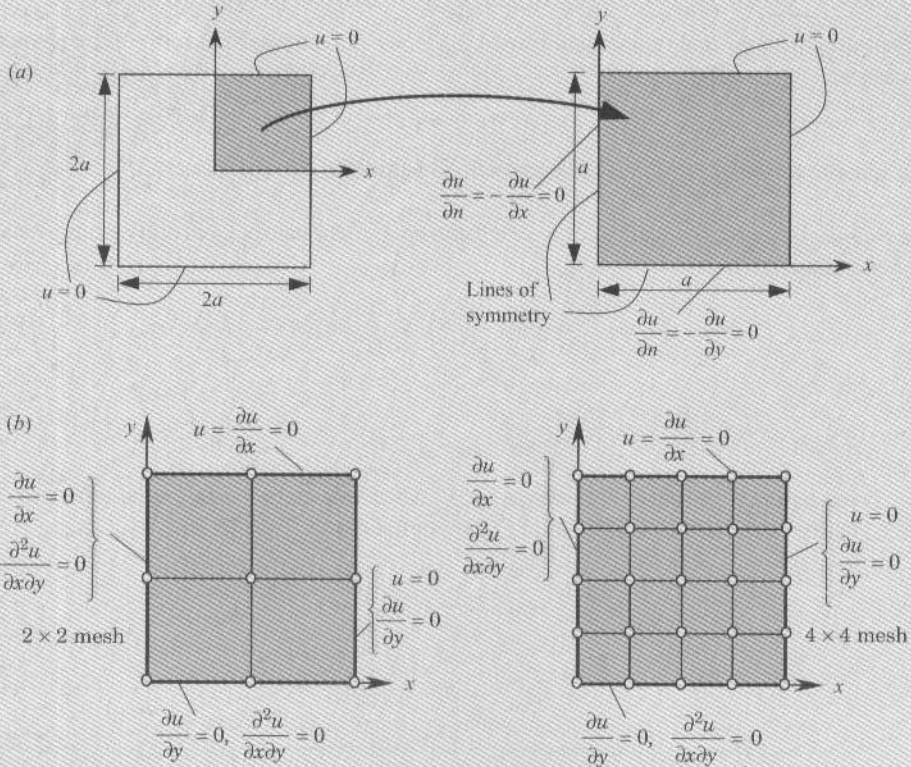 (a)
y
u = 0
2a
x
u = 0
2a
y
u = 0
a
∂u/∂n = −∂u/∂x = 0
x
Lines of
symmetry
a
∂u/∂n = −∂u/∂y = 0
(b)
y
u = ∂u/∂x = 0
∂u/∂x = 0
∂²u/∂x∂y = 0
u = 0
∂u/∂y = 0
2 × 2 mesh
x
∂u/∂y = 0, ∂²u/∂x∂y = 0
y
u = ∂u/∂x = 0
∂u/∂x = 0
∂²u/∂x∂y = 0
u = 0
∂u/∂y = 0
4 × 4 mesh
x
∂u/∂y = 0, ∂²u/∂x∂y = 0